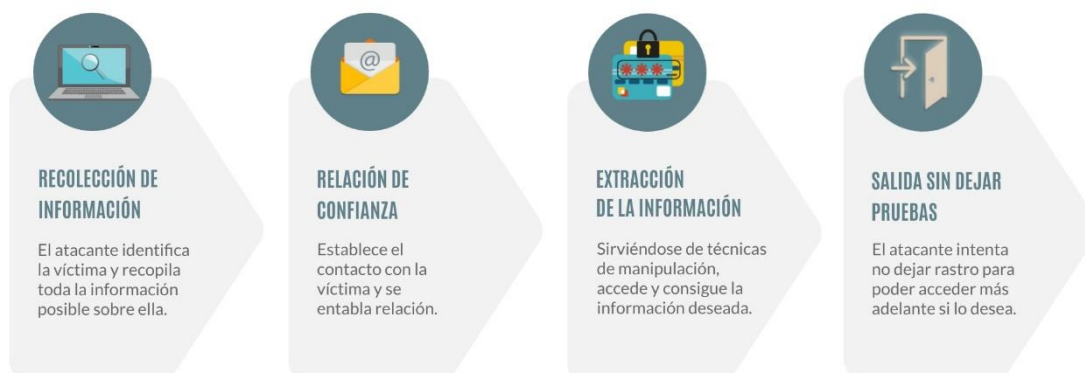 @
RECOLECCIÓN DE
INFORMACIÓN
El atacante identifica
la víctima y recopila
toda la información
posible sobre ella.
RELACIÓN DE
CONFIANZA
Establece el
contacto con la
víctima y se
entabla relación.
EXTRACCIÓN
DE LA INFORMACIÓN
Sirviéndose de técnicas
de manipulación,
accede y consigue la
información deseada.
SALIDA SIN DEJAR
PRUEBAS
El atacante intenta
no dejar rastro para
poder acceder más
adelante si lo desea.